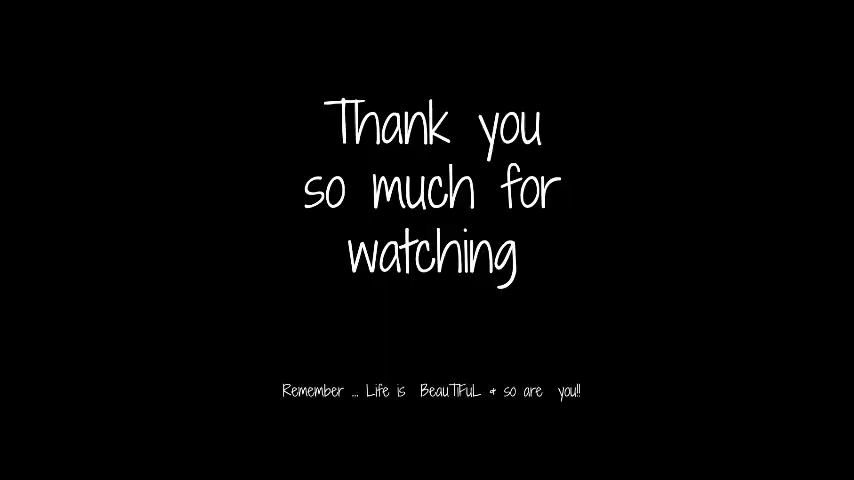 Thank you
so much for
watching
Remember ... Life is BeauTiFuL & so are you!!